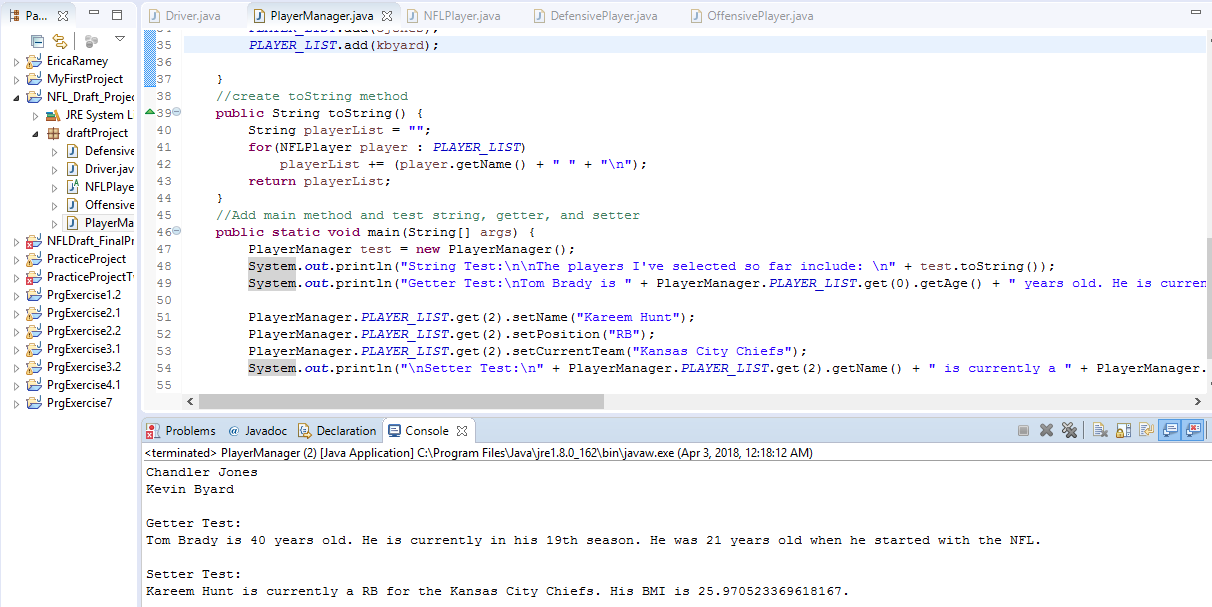 Pa...
Driver.java
PlayerManager.java
NFLPlayer.java
DefensivePlayer.java
OffensivePlayer.java
EricaRamey
MyFirstProject
NFL_Draft_Projec
JRE System L
draftProject
Defensive
Driver.jav
NFLPlaye
Offensive
PlayerMa
NFLDraft_FinalPr
PracticeProject
PracticeProjectT
PrgExercise1.2
PrgExercise2.1
PrgExercise2.2
PrgExercise3.1
PrgExercise3.2
PrgExercise4.1
PrgExercise7
35 PLAYER_LIST.add(kbyard);
36
37 }
38 //create toString method
39 public String toString() {
40 String playerList = "";
41 for(NFLPlayer player : PLAYER_LIST)
42 playerList += (player.getName() + " " + "\n");
43 return playerList;
44 }
45 //Add main method and test string, getter, and setter
46 public static void main(String[] args) {
47 PlayerManager test = new PlayerManager();
48 System.out.println("String Test:\n\nThe players I've selected so far include: \n" + test.toString());
49 System.out.println("Getter Test:\nTom Brady is " + PlayerManager.PLAYER_LIST.get(0).getAge() + " years old. He is curren
50
51 PlayerManager.PLAYER_LIST.get(2).setName("Kareem Hunt");
52 PlayerManager.PLAYER_LIST.get(2).setPosition("RB");
53 PlayerManager.PLAYER_LIST.get(2).setCurrentTeam("Kansas City Chiefs");
54 System.out.println("\nSetter Test:\n" + PlayerManager.PLAYER_LIST.get(2).getName() + " is currently a " + PlayerManager.
55
Problems @ Javadoc Declaration Console
<terminated> PlayerManager (2) [Java Application] C:\Program Files\Java\jre1.8.0_162\bin\javaw.exe (Apr 3, 2018, 12:18:12 AM)
Chandler Jones
Kevin Byard
Getter Test:
Tom Brady is 40 years old. He is currently in his 19th season. He was 21 years old when he started with the NFL.
Setter Test:
Kareem Hunt is currently a RB for the Kansas City Chiefs. His BMI is 25.970523369618167.